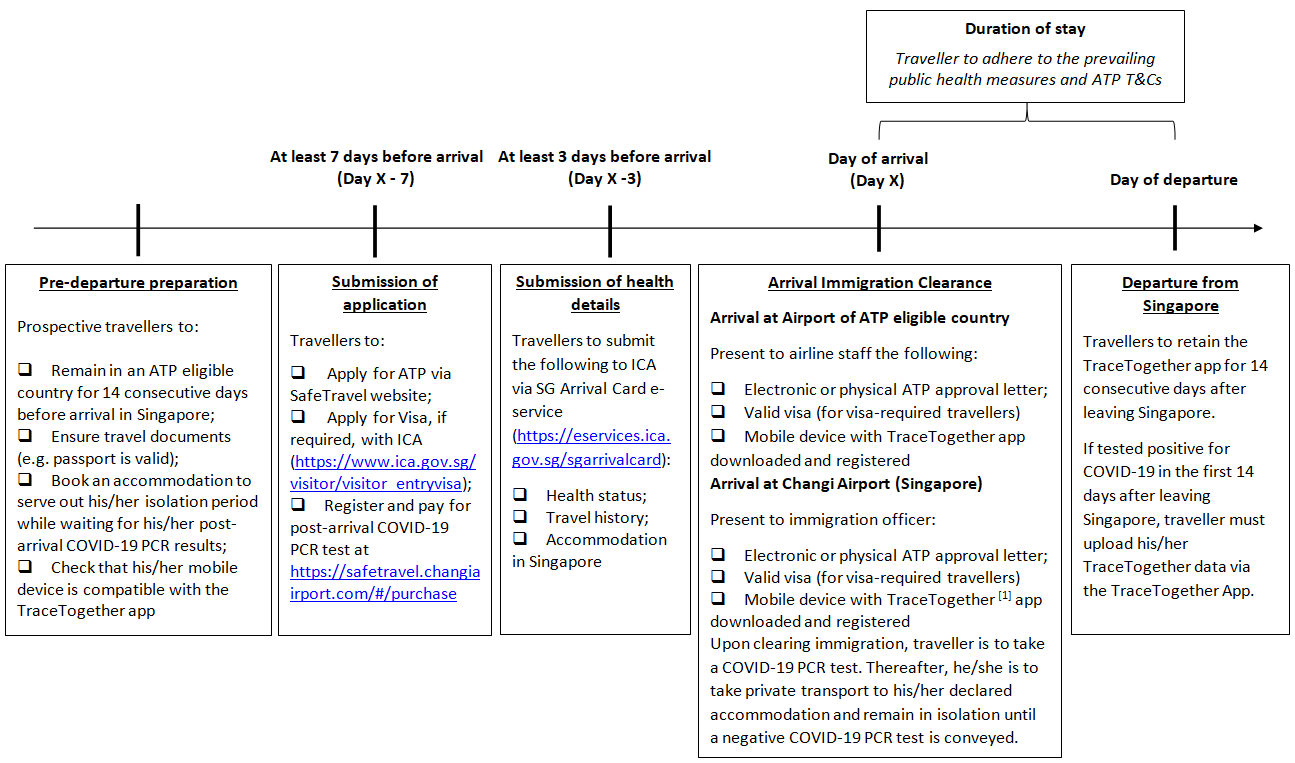 Duration of stay
Traveller to adhere to the prevailing
public health measures and ATP T&Cs
At least 7 days before arrival
(Day X - 7)
At least 3 days before arrival
(Day X -3)
Day of arrival
(Day X)
Day of departure
Pre-departure preparation
Prospective travellers to:
❑ Remain in an ATP eligible
country for 14 consecutive days
before arrival in Singapore;
❑ Ensure travel documents
(e.g. passport is valid);
❑ Book an accommodation to
serve out his/her isolation period
while waiting for his/her post-
arrival COVID-19 PCR results;
❑ Check that his/her mobile
device is compatible with the
TraceTogether app
Submission of
application
Travellers to:
❑ Apply for ATP via
SafeTravel website;
❑ Apply for Visa, if
required, with ICA
(https://www.ica.gov.sg/
visitor/visitor_entryvisa);
❑ Register and pay for
post-arrival COVID-19
PCR test at
https://safetravel.changia
irport.com/#/purchase
Submission of health
details
Travellers to submit
the following to ICA
via SG Arrival Card e-
service
(https://eservices.ica.
gov.sg/sgarrivalcard):
❑ Health status;
❑ Travel history;
❑ Accommodation
in Singapore
Arrival Immigration Clearance
Arrival at Airport of ATP eligible country
Present to airline staff the following:
❑ Electronic or physical ATP approval letter;
❑ Valid visa (for visa-required travellers)
❑ Mobile device with TraceTogether app
downloaded and registered
Arrival at Changi Airport (Singapore)
Present to immigration officer:
❑ Electronic or physical ATP approval letter;
❑ Valid visa (for visa-required travellers)
❑ Mobile device with TraceTogether [1] app
downloaded and registered
Upon clearing immigration, traveller is to take
a COVID-19 PCR test. Thereafter, he/she is to
take private transport to his/her declared
accommodation and remain in isolation until
a negative COVID-19 PCR test is conveyed.
Departure from
Singapore
Travellers to retain the
TraceTogether app for 14
consecutive days after
leaving Singapore.
If tested positive for
COVID-19 in the first 14
days after leaving
Singapore, traveller must
upload his/her
TraceTogether data via
the TraceTogether App.